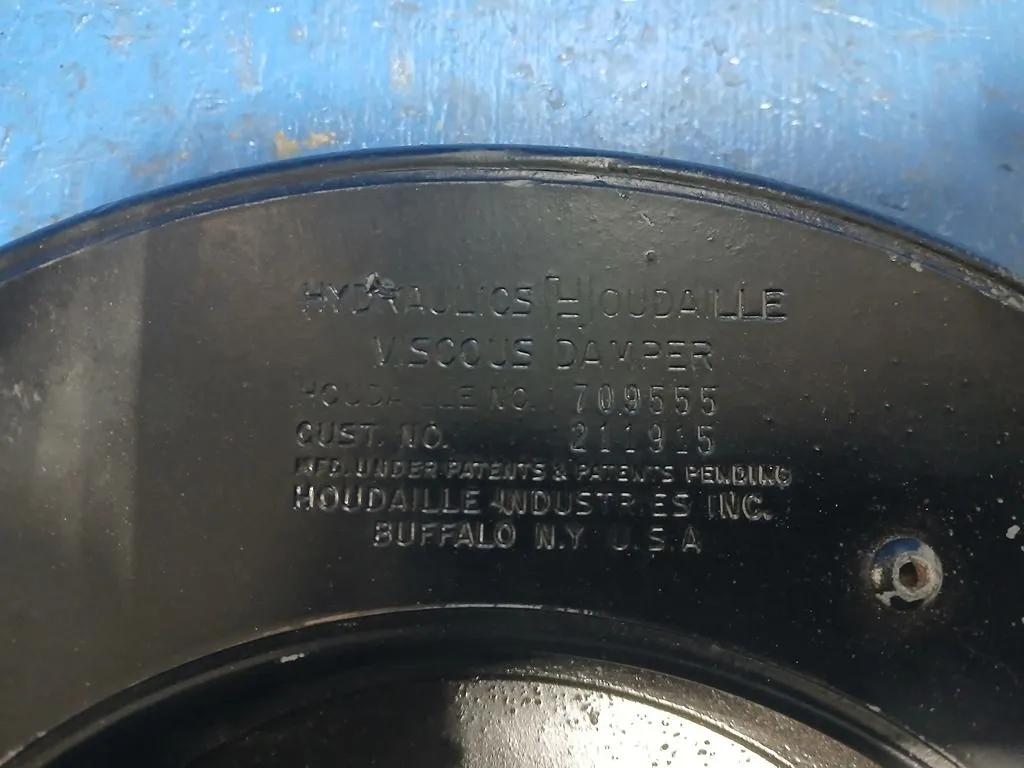 HYDRAULICS HOUDAILLE
VISCOUS DAMPER
HOUDAILLE NO. 709555
CUST. NO. 211915
MFD. UNDER PATENTS & PATENTS PENDING
HOUDAILLE INDUSTRIES INC.
BUFFALO N.Y. U.S.A